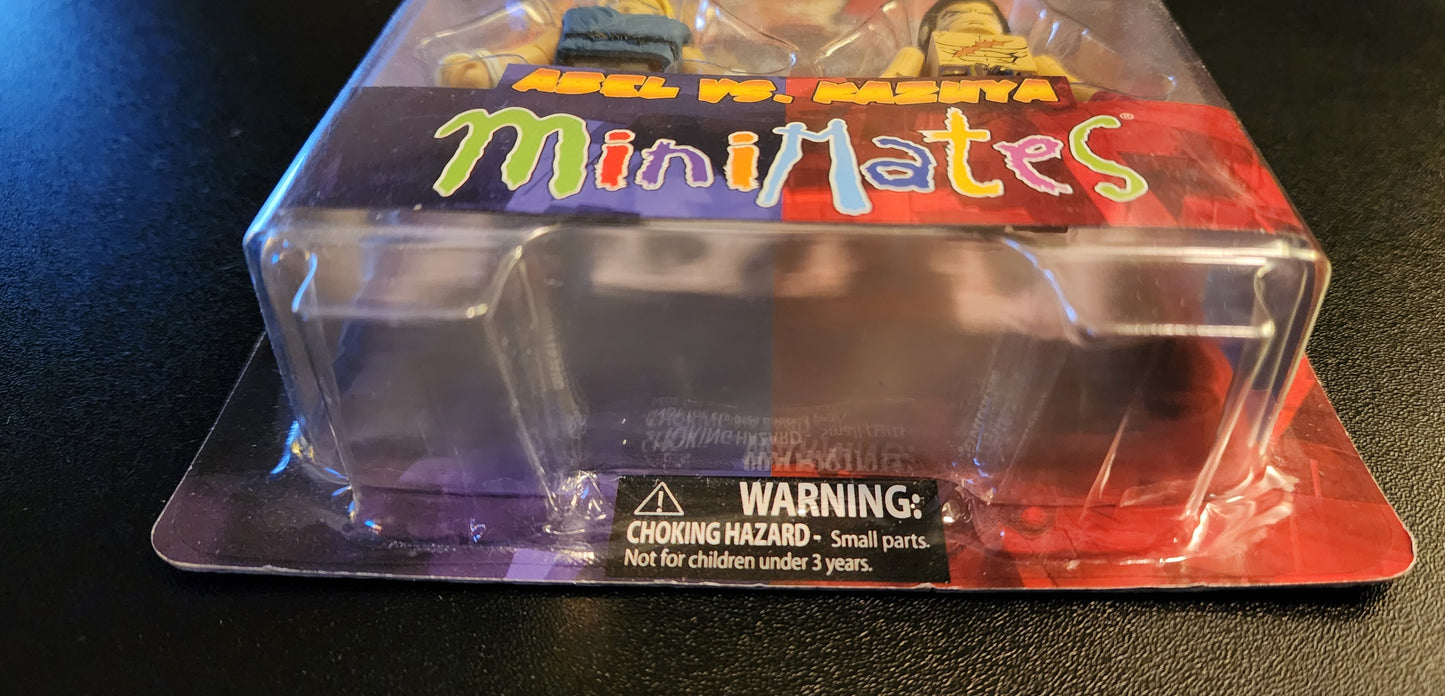 ABEL VS. KAZUYA
miniMates®
WARNING:
CHOKING HAZARD - Small parts.
Not for children under 3 years.